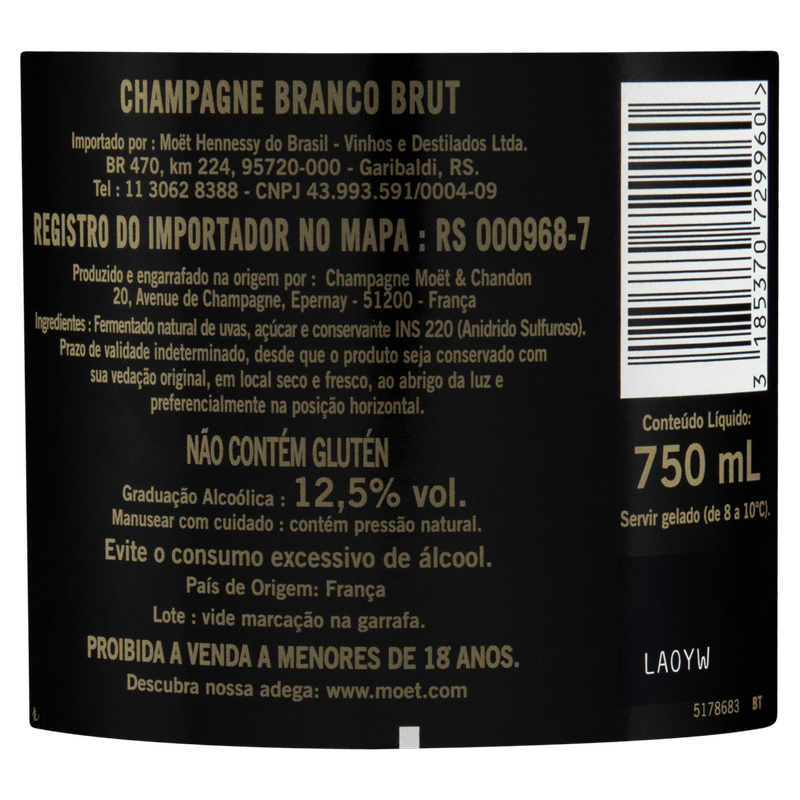 CHAMPAGNE BRANCO BRUT
Importado por : Moët Hennessy do Brasil - Vinhos e Destilados Ltda.
BR 470, km 224, 95720-000 - Garibaldi, RS.
Tel : 11 3062 8388 - CNPJ 43.993.591/0004-09
REGISTRO DO IMPORTADOR NO MAPA : RS 000968-7
Produzido e engarrafado na origem por : Champagne Moët & Chandon
20, Avenue de Champagne, Epernay - 51200 - França
Ingredientes : Fermentado natural de uvas, açúcar e conservante INS 220 (Anidrido Sulfuroso).
Prazo de validade indeterminado, desde que o produto seja conservado com
sua vedação original, em local seco e fresco, ao abrigo da luz e
preferencialmente na posição horizontal.
NÃO CONTÉM GLUTÉN
Graduação Alcoólica : 12,5% vol.
Manusear com cuidado : contém pressão natural.
Evite o consumo excessivo de álcool.
País de Origem: França
Lote : vide marcação na garrafa.
PROIBIDA A VENDA A MENORES DE 18 ANOS.
Descubra nossa adega: www.moet.com
3 185370 729960 >
Conteúdo Líquido:
750 mL
Servir gelado (de 8 a 10°C).
LAOYW
5178683 BT